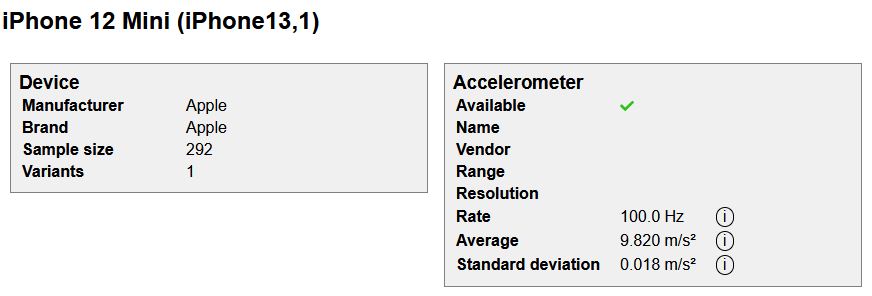 iPhone 12 Mini (iPhone13,1)
Device
Manufacturer Apple
Brand Apple
Sample size 292
Variants 1
Accelerometer
Available ✓
Name
Vendor
Range
Resolution
Rate 100.0 Hz i
Average 9.820 m/s² i
Standard deviation 0.018 m/s² i